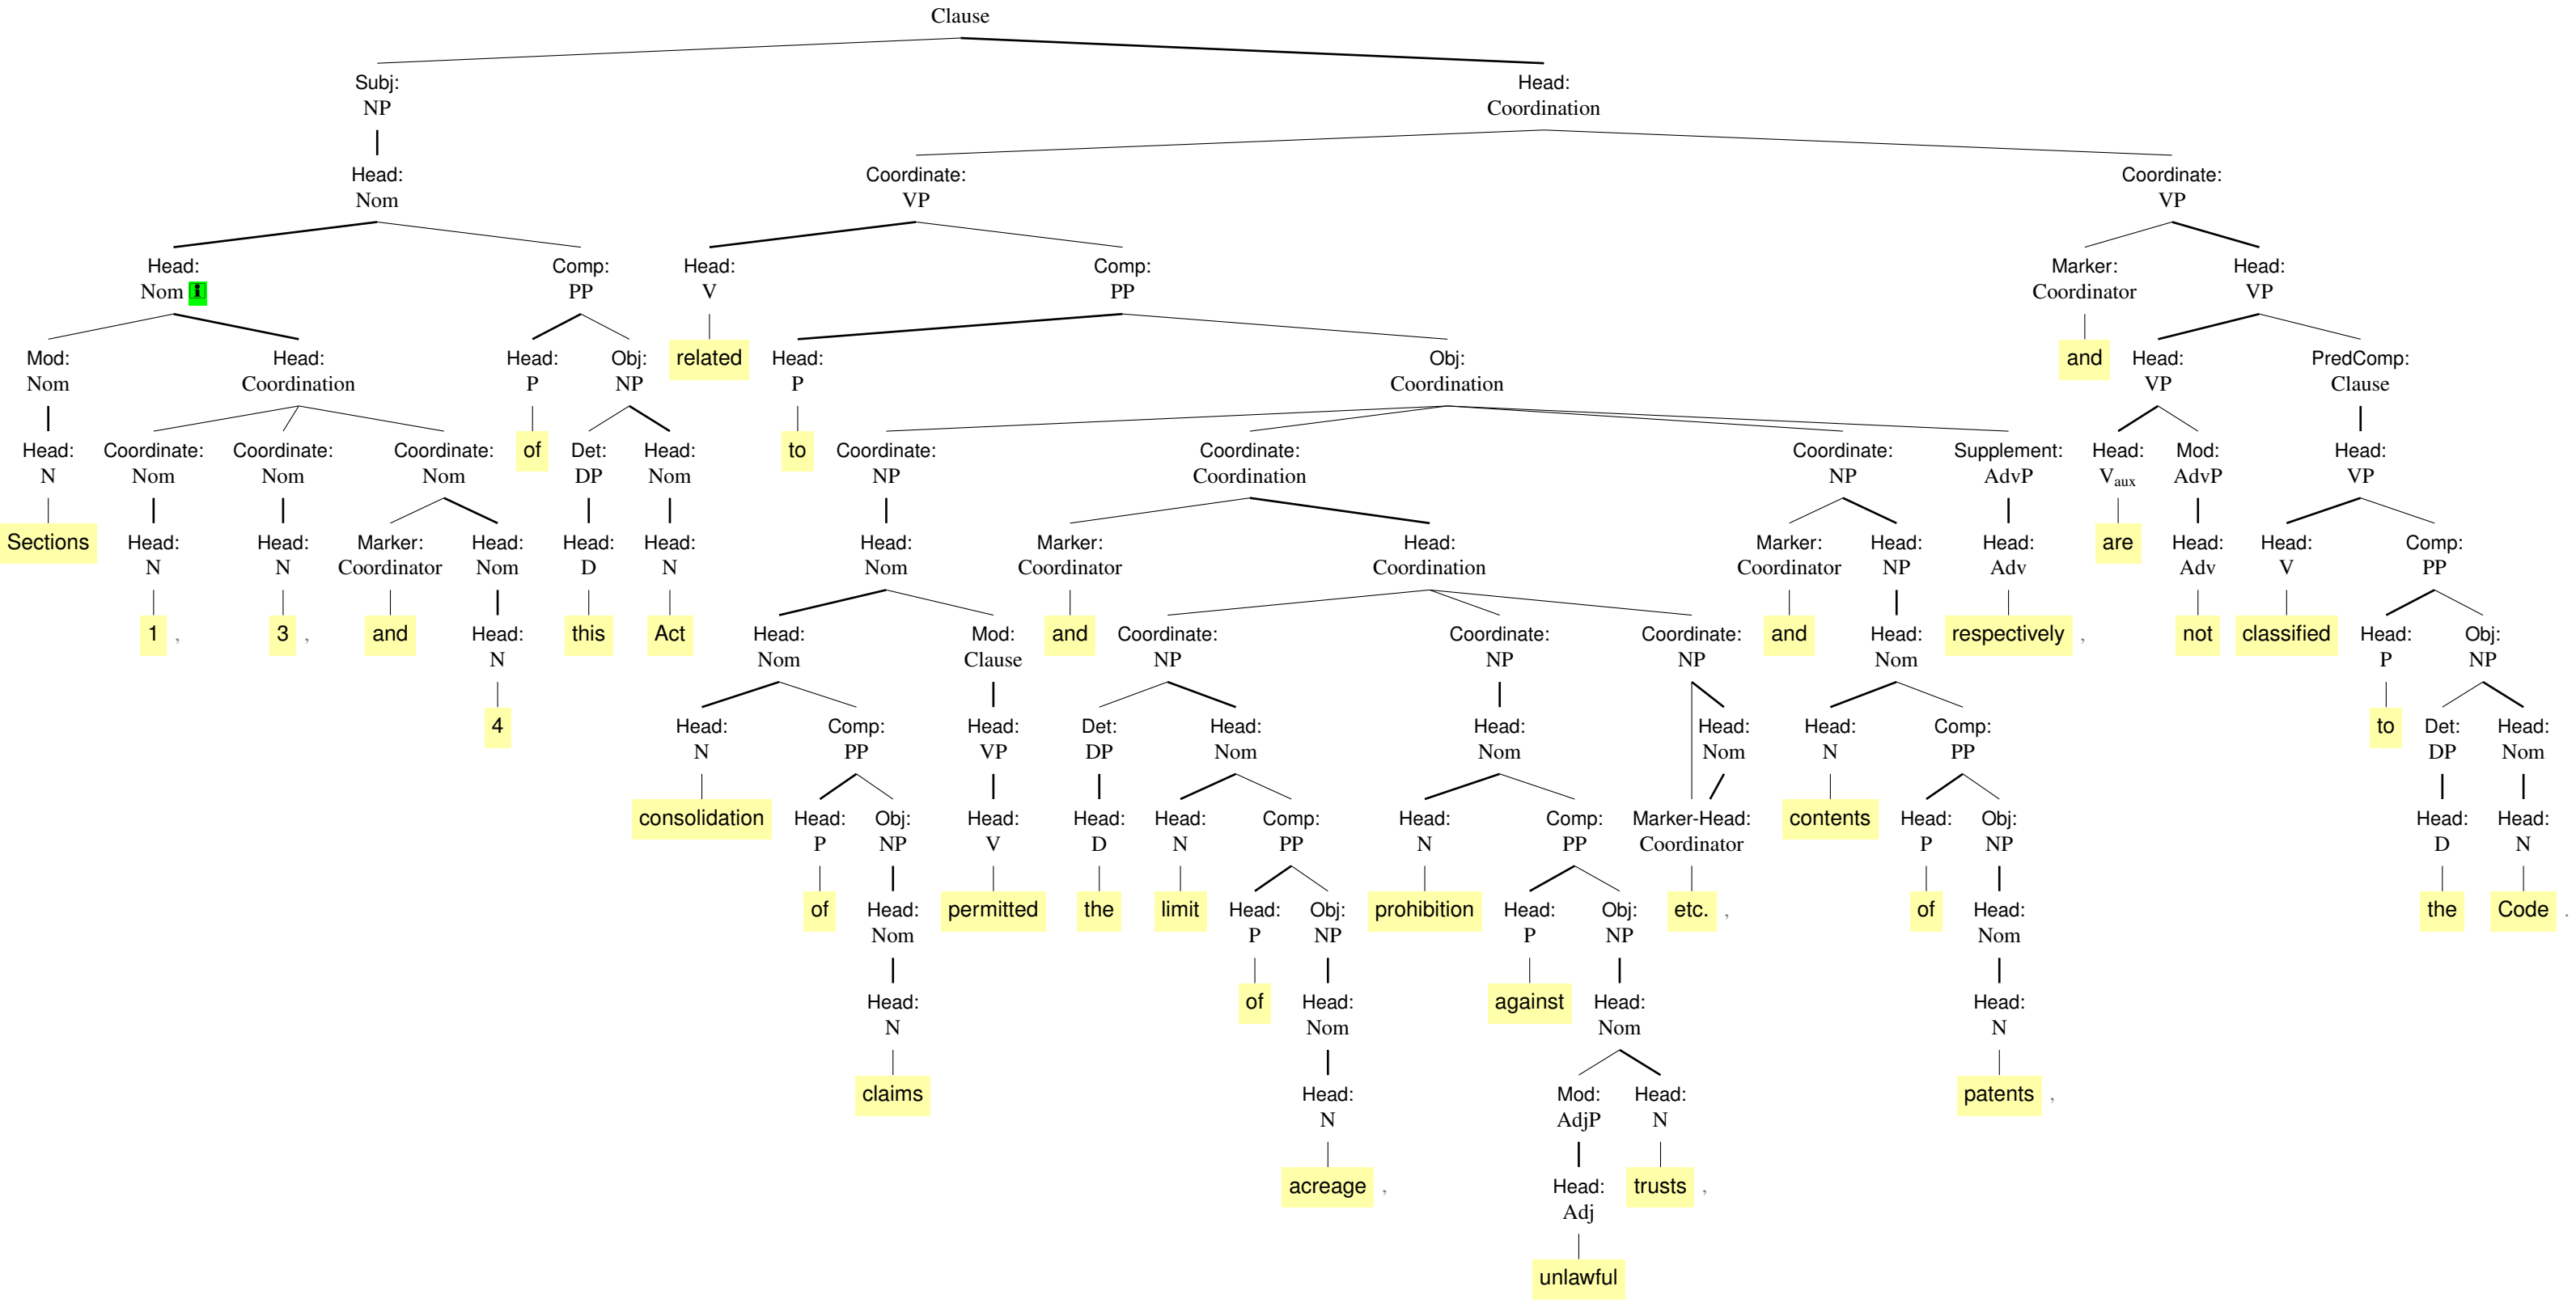 Clause
Subj: Head:
NP Coordination
Head: Coordinate: Coordinate:
Nom VP VP
Head: Comp: Head: Comp: Marker: Head:
Nom i PP V PP Coordinator VP
Mod: Head: Head: Obj: related Head: Obj: and Head: PredComp:
Nom Coordination P NP P Coordination VP Clause
Head: Coordinate: Coordinate: Coordinate: of Det: Head: to Coordinate: Coordinate: Coordinate: Supplement: Head: Mod: Head:
N Nom Nom Nom DP Nom NP Coordination NP AdvP Vaux AdvP VP
Sections Head: Head: Marker: Head: Head: Head: Head: Marker: Head: Marker: Head: Head: are Head: Head: Comp:
N N Coordinator Nom D N Nom Coordinator Coordination Coordinator NP Adv Adv V PP
1 , 3 , and Head: this Act Head: Mod: and Coordinate: Coordinate: Coordinate: and Head: respectively , not classified Head: Obj:
N Nom Clause NP NP NP Nom P NP
4 Head: Comp: Head: Det: Head: Head: Head: Head: Comp: to Det: Head:
N PP VP DP Nom Nom Nom N PP DP Nom
consolidation Head: Obj: Head: Head: Head: Comp: Head: Comp: Marker-Head: contents Head: Obj: Head: Head:
P NP V D N PP N PP Coordinator P NP D N
of Head: permitted the limit Head: Obj: prohibition Head: Obj: etc. , of Head: the Code .
Nom P NP P NP Nom
Head: of Head: against Head: Head:
N Nom Nom N
claims Head: Mod: Head: patents ,
N AdjP N
acreage , Head: trusts ,
Adj
unlawful